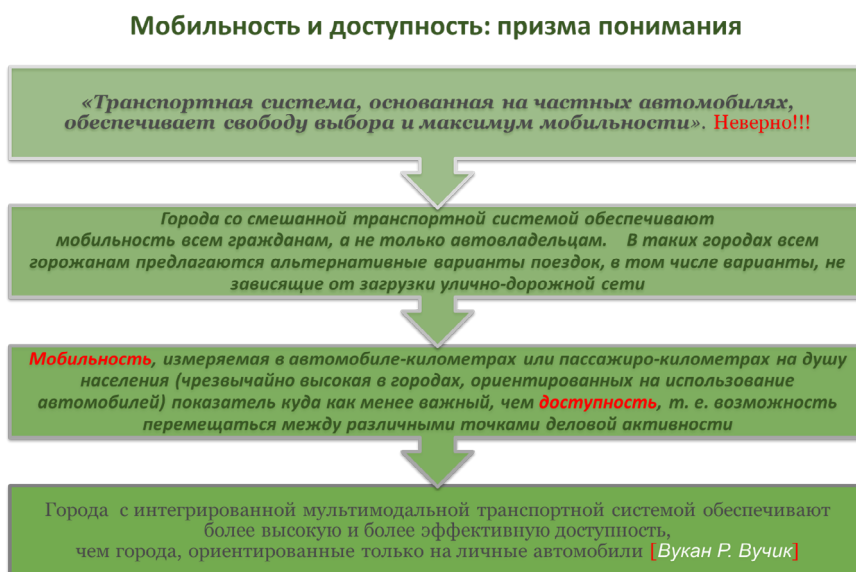 Мобильность и доступность: призма понимания
«Транспортная система, основанная на частных автомобилях,
обеспечивает свободу выбора и максимум мобильности». Неверно!!!
Города со смешанной транспортной системой обеспечивают
мобильность всем гражданам, а не только автовладельцам. В таких городах всем
горожанам предлагаются альтернативные варианты поездок, в том числе варианты, не
зависящие от загрузки улично-дорожной сети
Мобильность, измеряемая в автомобиле-километрах или пассажиро-километрах на душу
населения (чрезвычайно высокая в городах, ориентированных на использование
автомобилей) показатель куда как менее важный, чем доступность, т. е. возможность
перемещаться между различными точками деловой активности
Города с интегрированной мультимодальной транспортной системой обеспечивают
более высокую и более эффективную доступность,
чем города, ориентированные только на личные автомобили [Вукан Р. Вучик]